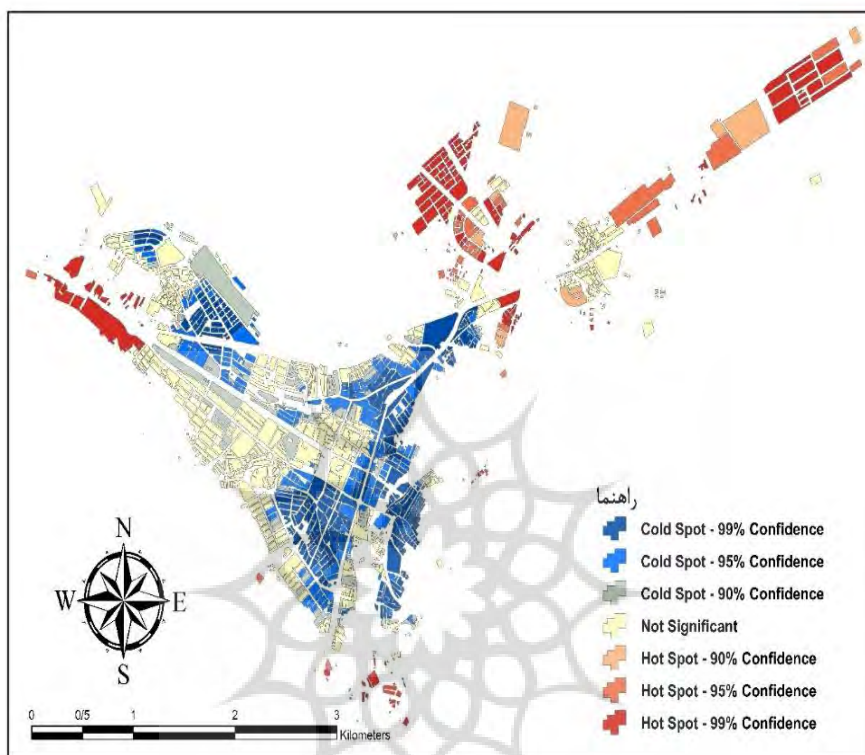 راهنما
Cold Spot - 99% Confidence
Cold Spot - 95% Confidence
Cold Spot - 90% Confidence
Not Significant
Hot Spot - 90% Confidence
Hot Spot - 95% Confidence
Hot Spot - 99% Confidence
N
W E
S
0 0/5 1 2 3
Kilometers